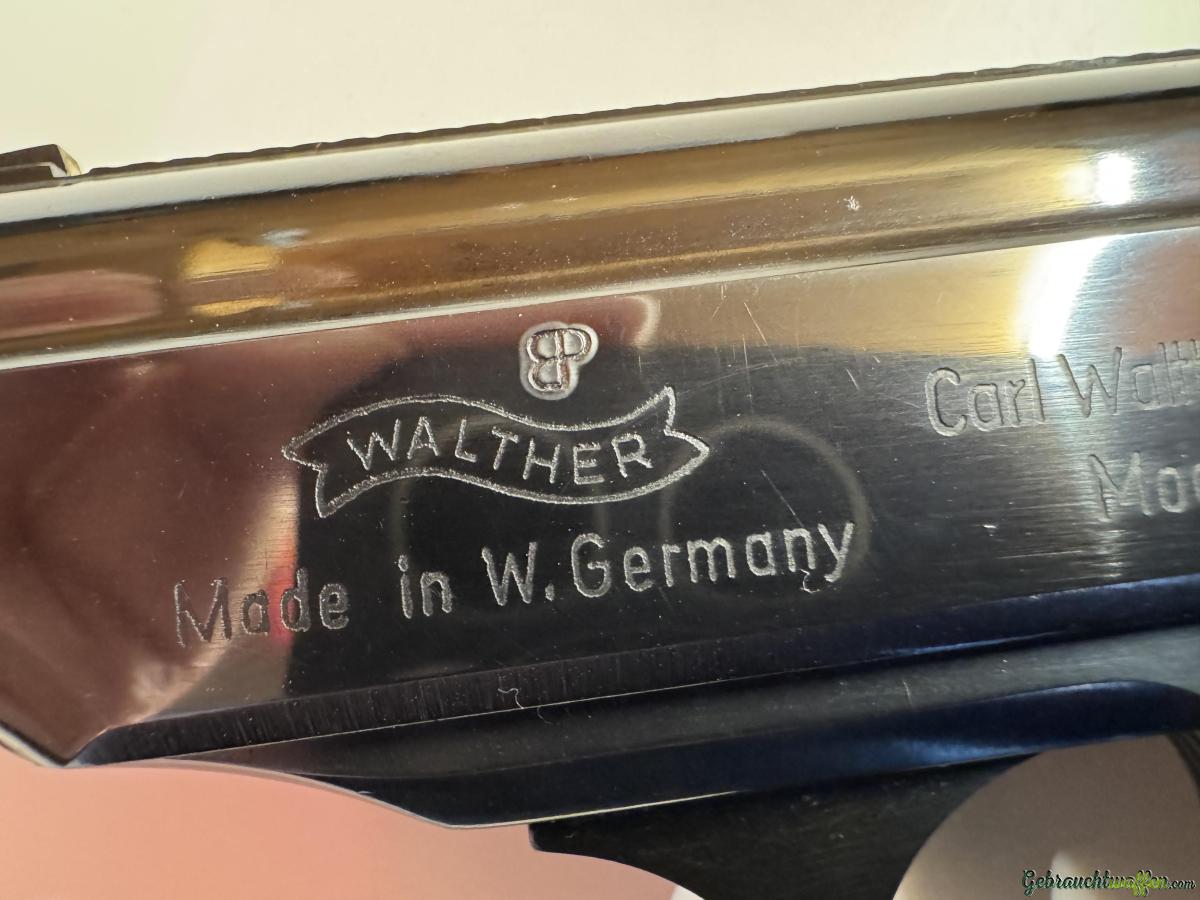 B
WALTHER
Made in W. Germany
Carl
Gebrauchtwaffen.com